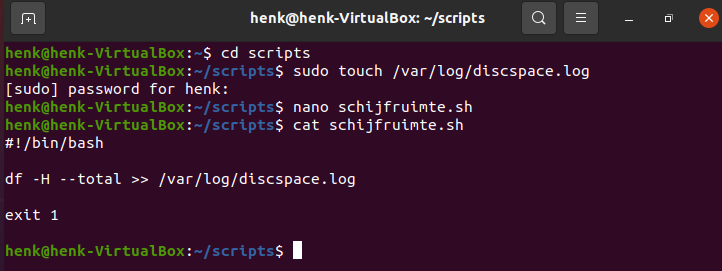 henk@henk-VirtualBox: ~/scripts
henk@henk-VirtualBox:~$ cd scripts
henk@henk-VirtualBox:~/scripts$ sudo touch /var/log/discspace.log
[sudo] password for henk:
henk@henk-VirtualBox:~/scripts$ nano schijfruimte.sh
henk@henk-VirtualBox:~/scripts$ cat schijfruimte.sh
#!/bin/bash
df -H --total >> /var/log/discspace.log
exit 1
henk@henk-VirtualBox:~/scripts$